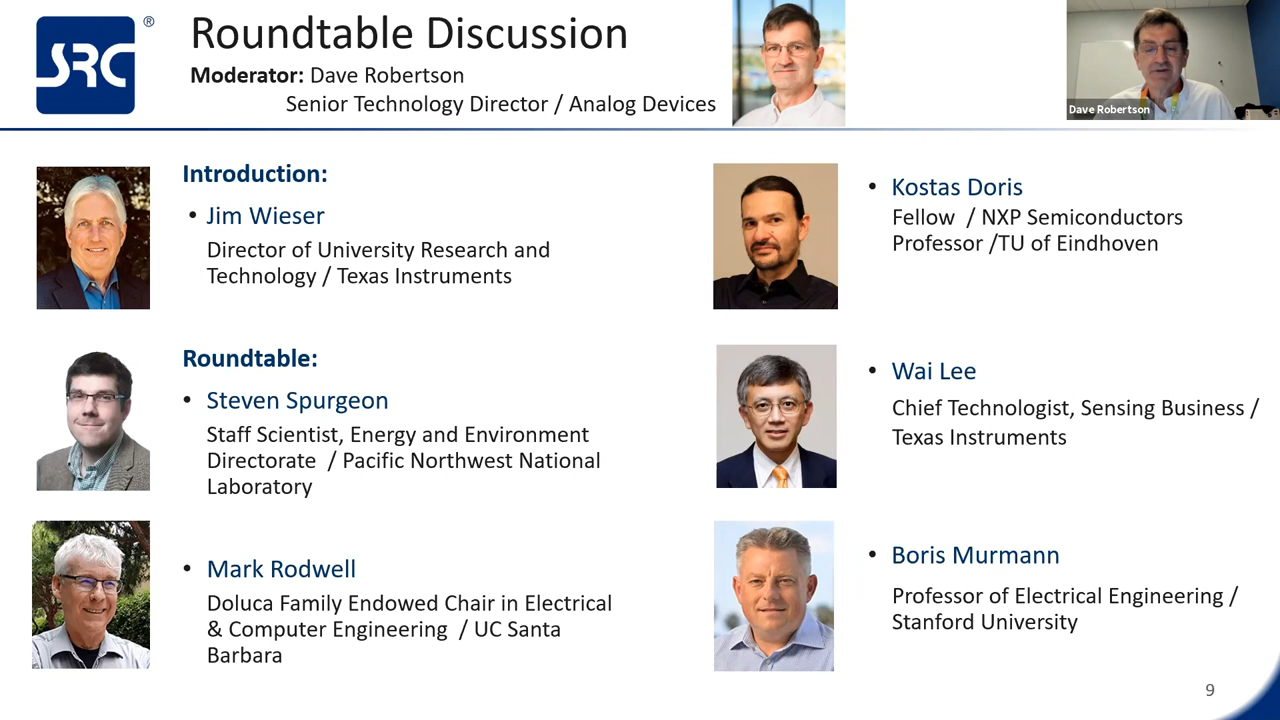 SRC®
Roundtable Discussion
Moderator: Dave Robertson
Senior Technology Director / Analog Devices
Dave Robertson
Introduction:
• Jim Wieser
Director of University Research and
Technology / Texas Instruments
Roundtable:
• Steven Spurgeon
Staff Scientist, Energy and Environment
Directorate / Pacific Northwest National
Laboratory
• Mark Rodwell
Doluca Family Endowed Chair in Electrical
& Computer Engineering / UC Santa
Barbara
• Kostas Doris
Fellow / NXP Semiconductors
Professor /TU of Eindhoven
• Wai Lee
Chief Technologist, Sensing Business /
Texas Instruments
• Boris Murmann
Professor of Electrical Engineering /
Stanford University
9